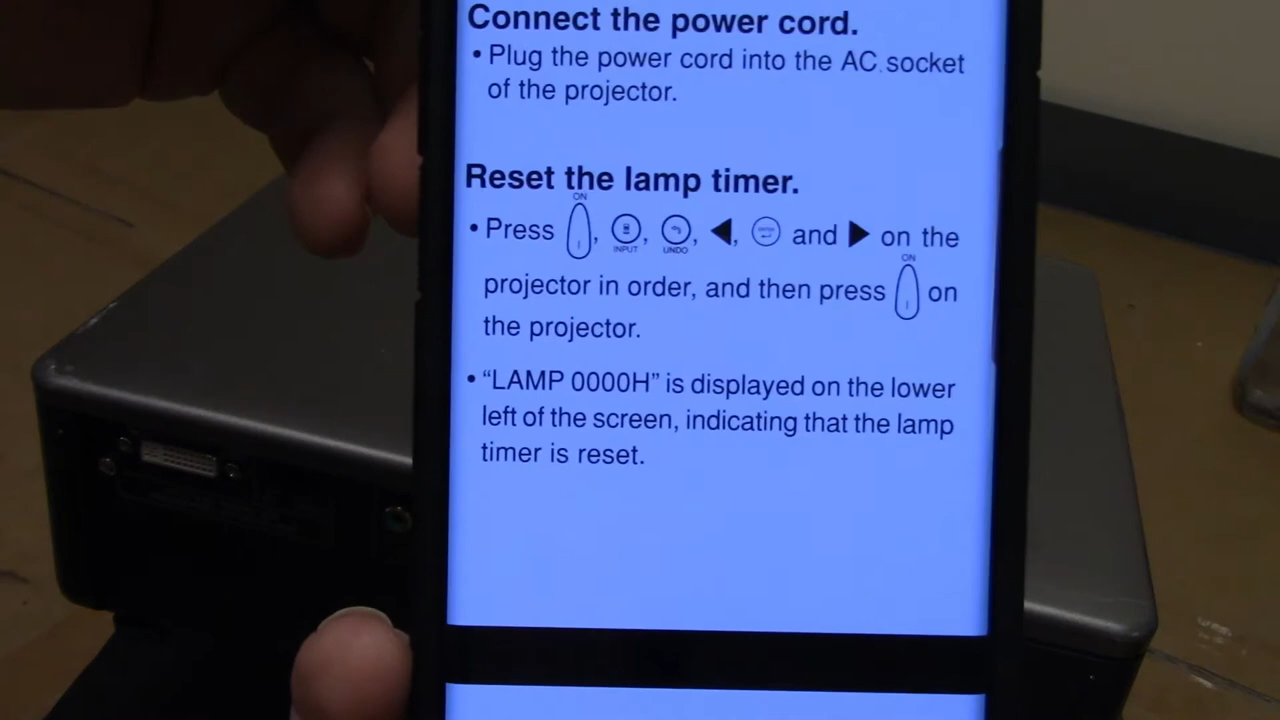 Connect the power cord.
• Plug the power cord into the AC socket
of the projector.
Reset the lamp timer.
ON
• Press , , , ◀, and ▶ on the
INPUT UNDO ENTER
ON
projector in order, and then press on
the projector.
• “LAMP 0000H” is displayed on the lower
left of the screen, indicating that the lamp
timer is reset.